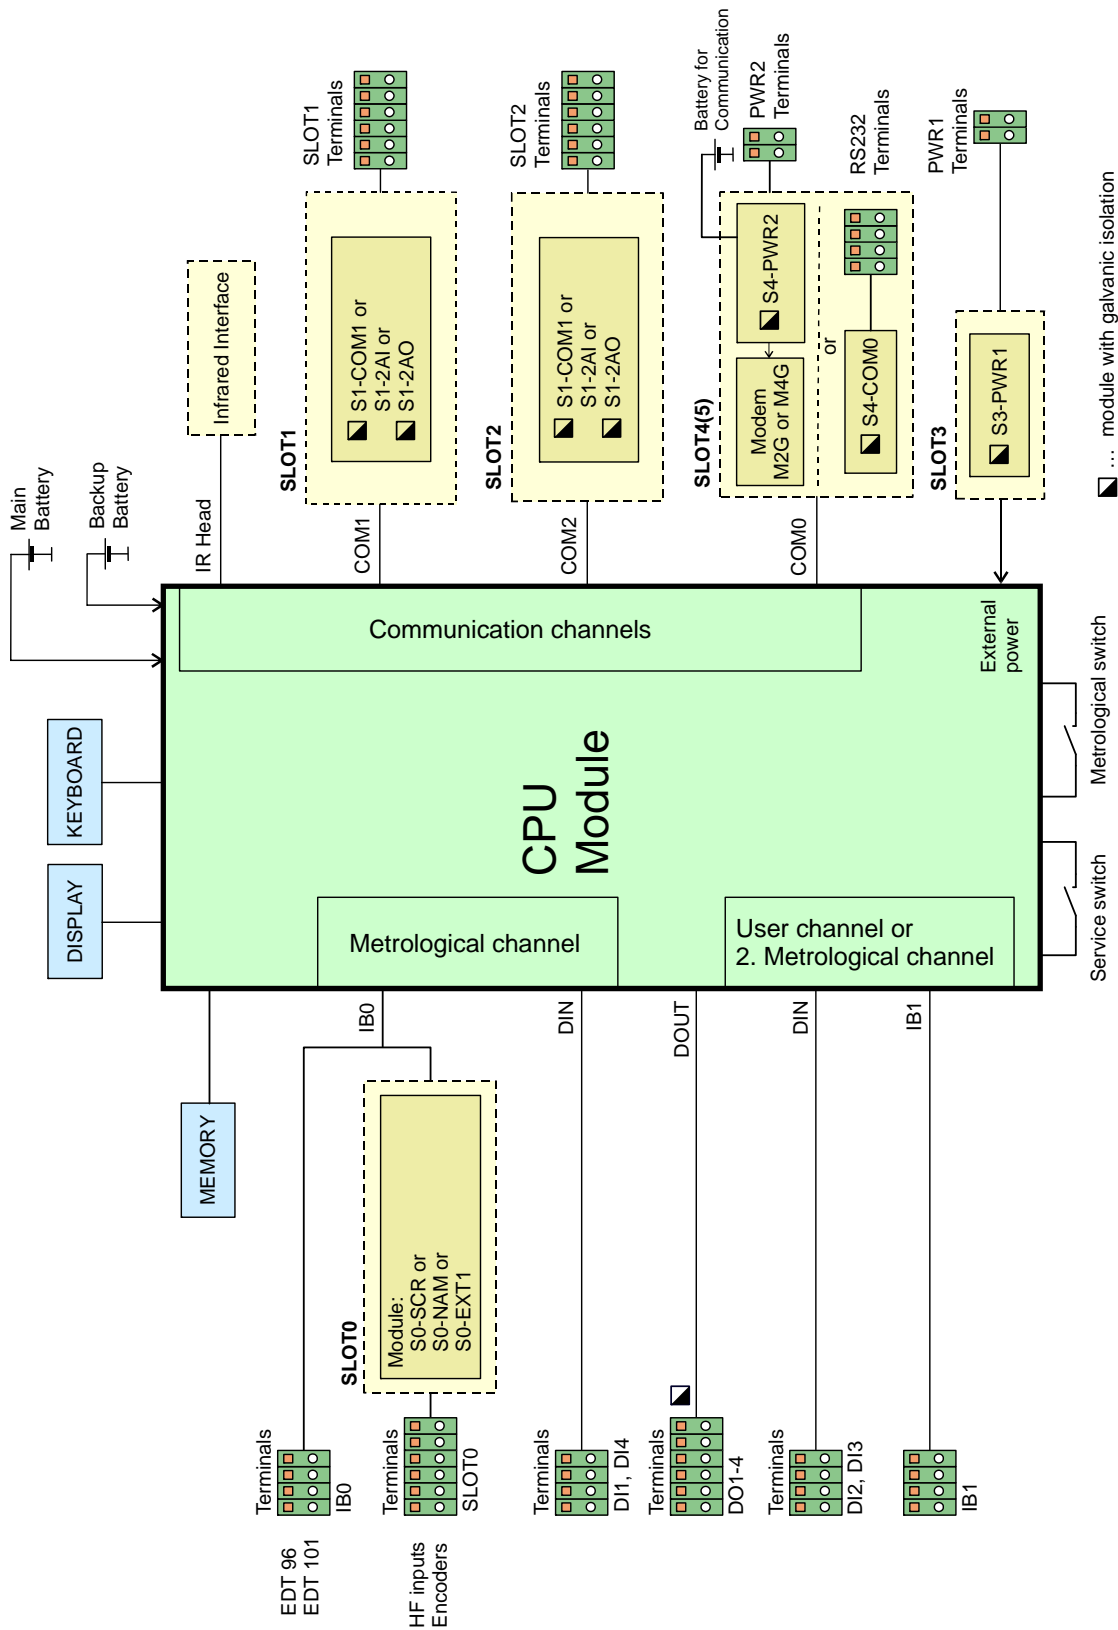 EDT 96
EDT 101
Terminals
IB0
HF inputs
Encoders
Terminals
SLOT0
Terminals
DI1, DI4
Terminals
DO1-4
Terminals
DI2, DI3
IB1
SLOT0
Module:
S0-SCR or
S0-NAM or
S0-EXT1
MEMORY
IB0
DIN
DOUT
DIN
IB1
DISPLAY
KEYBOARD
Main
Battery
Backup
Battery
Metrological channel
User channel or
2. Metrological channel
CPU
Module
Communication channels
External
power
Service switch
Metrological switch
IR Head
COM1
COM2
COM0
Infrared Interface
SLOT1
S1-COM1 or
S1-2AI or
S1-2AO
SLOT1
Terminals
SLOT2
S1-COM1 or
S1-2AI or
S1-2AO
SLOT2
Terminals
SLOT4(5)
Modem
M2G or M4G
S4-PWR2
or
S4-COM0
Battery for
Communication
PWR2
Terminals
RS232
Terminals
SLOT3
S3-PWR1
PWR1
Terminals
... module with galvanic isolation